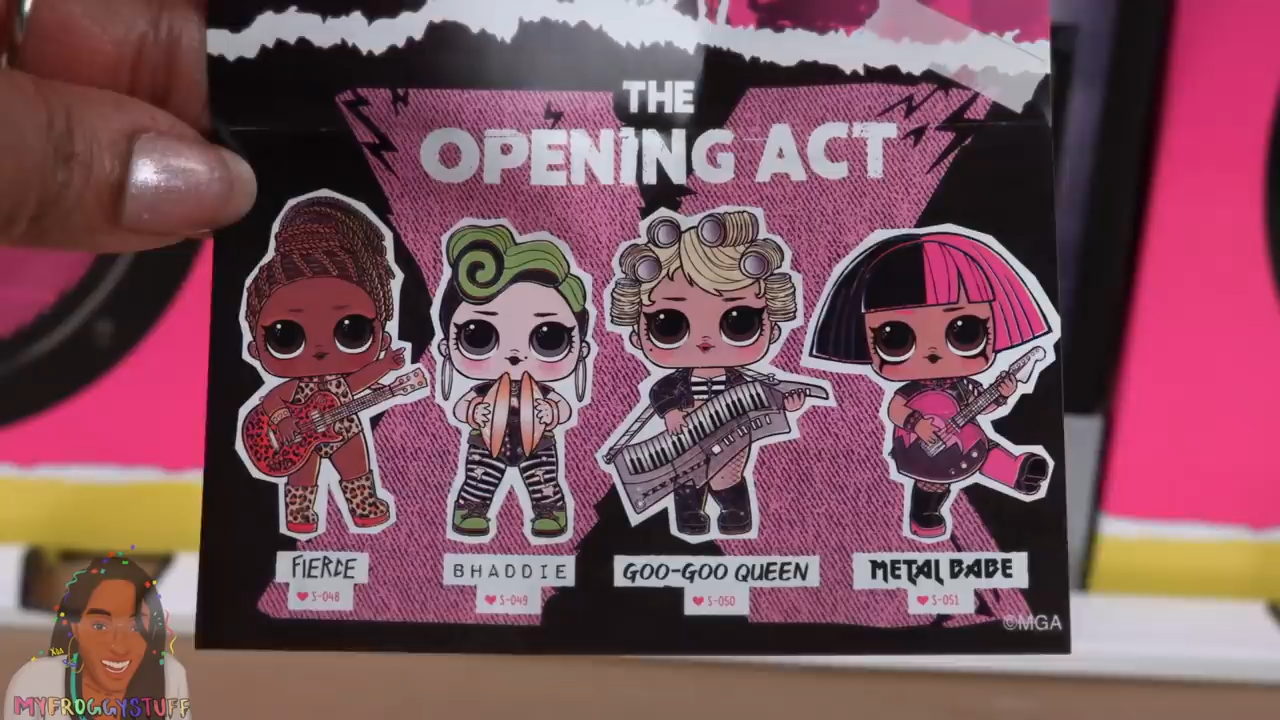 THE
OPENING ACT
FIERCE
BHADDIE
GOO-GOO QUEEN
METAL BABE
S-048
S-049
S-050
S-051
©MGA
MYFROGGYSTUFF